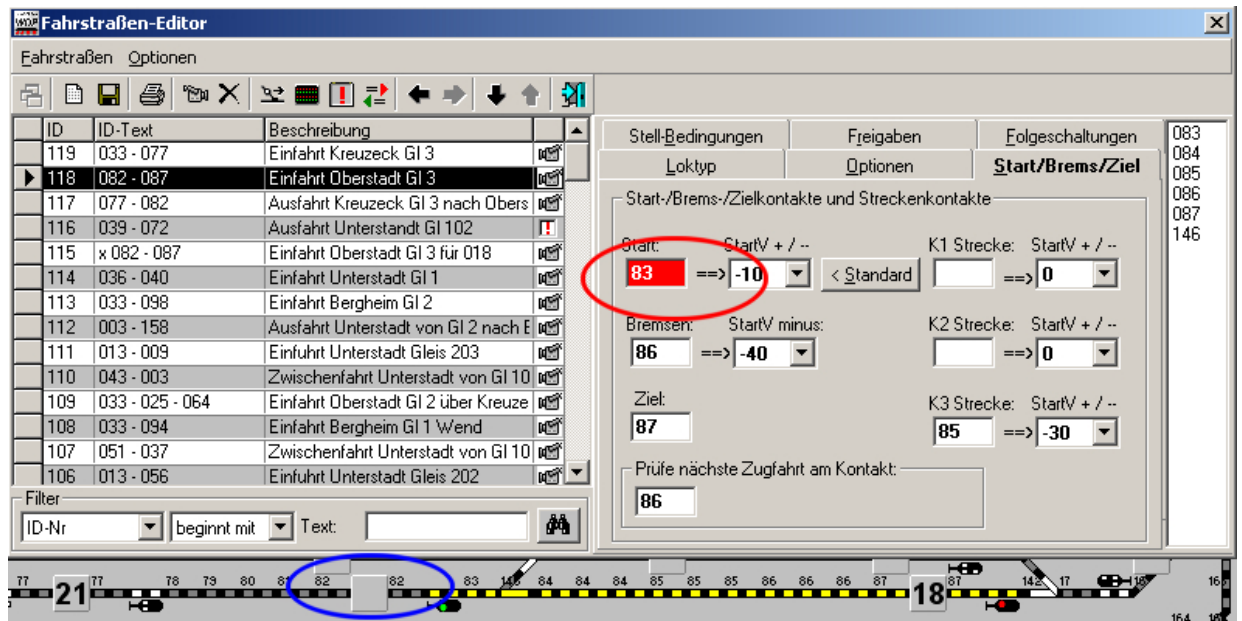 WDP Fahrstraßen-Editor
Fahrstraßen Optionen
ID ID-Text Beschreibung
119 033 - 077 Einfahrt Kreuzeck Gl 3
118 082 - 087 Einfahrt Oberstadt Gl 3
117 077 - 082 Ausfahrt Kreuzeck Gl 3 nach Obers
116 039 - 072 Ausfahrt Unterstandt Gl 102
115 x 082 - 087 Einfahrt Oberstadt Gl 3 für 018
114 036 - 040 Einfahrt Unterstadt Gl 1
113 033 - 098 Einfahrt Bergheim Gl 2
112 003 - 158 Ausfahrt Unterstadt von Gl 2 nach E
111 013 - 009 Einfuhrt Unterstadt Gleis 203
110 043 - 003 Zwischenfahrt Unterstadt von Gl 10
109 033 - 025 - 064 Einfahrt Oberstadt Gl 2 über Kreuze
108 033 - 094 Einfahrt Bergheim Gl 1 Wend
107 051 - 037 Zwischenfahrt Unterstadt von Gl 10
106 013 - 056 Einfuhrt Unterstadt Gleis 202
Filter
ID-Nr beginnt mit Text:
Stell-Bedingungen Freigaben Folgeschaltungen
Loktyp Optionen Start/Brems/Ziel
Start-/Brems-/Zielkontakte und Streckenkontakte
Start: StartV + / -- K1 Strecke: StartV + / --
83 ==> -10 < Standard ==> 0
Bremsen: StartV minus: K2 Strecke: StartV + / --
86 ==> -40 ==> 0
Ziel: K3 Strecke: StartV + / --
87 85 ==> -30
Prüfe nächste Zugfahrt am Kontakt:
86
083
084
085
086
087
146
77 77 78 79 80 81 82 82 83 146 84 84 84 85 85 85 86 86 86 87 87 142 17 16
21 18
164